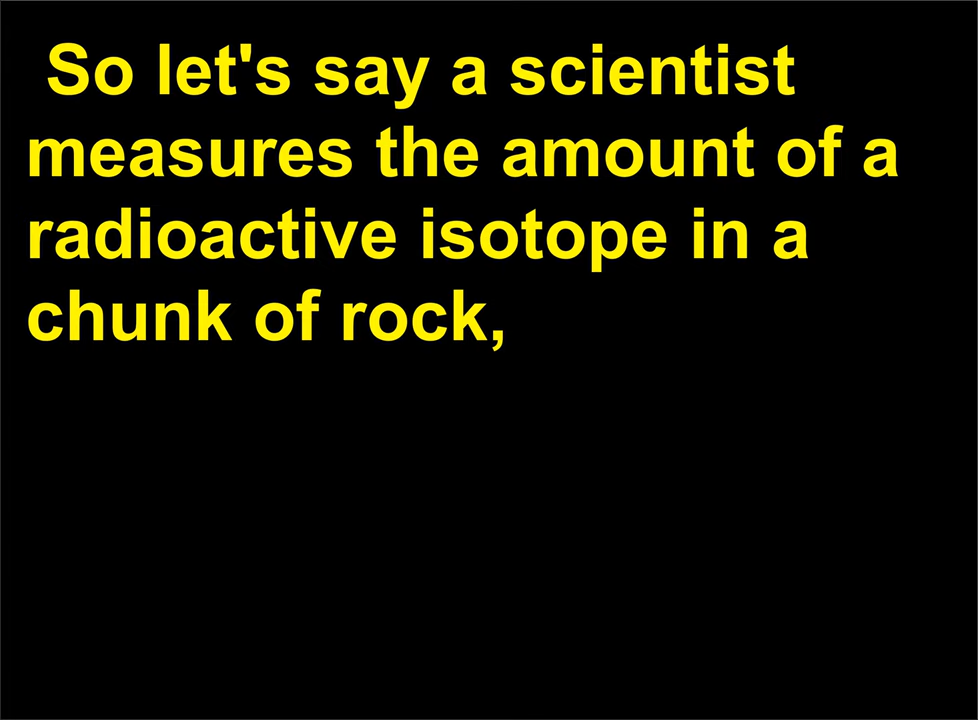 So let's say a scientist
measures the amount of a
radioactive isotope in a
chunk of rock,